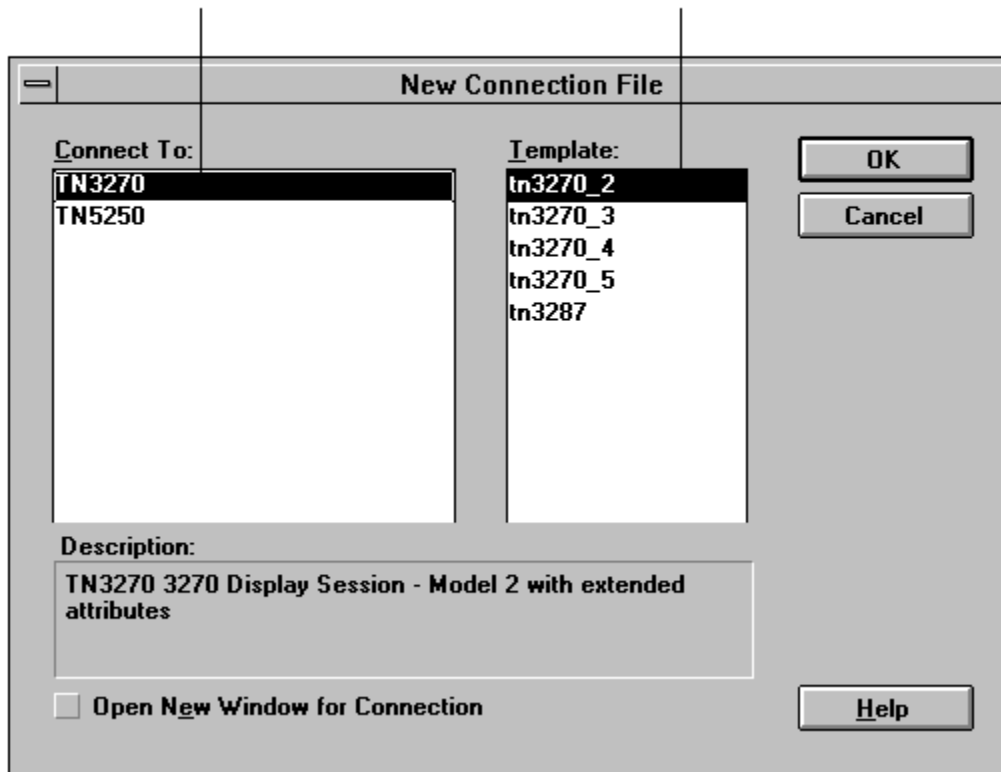 New Connection File
Connect To:
TN3270
TN5250
Template:
tn3270_2
tn3270_3
tn3270_4
tn3270_5
tn3287
OK
Cancel
Description:
TN3270 3270 Display Session - Model 2 with extended
attributes
Open New Window for Connection
Help